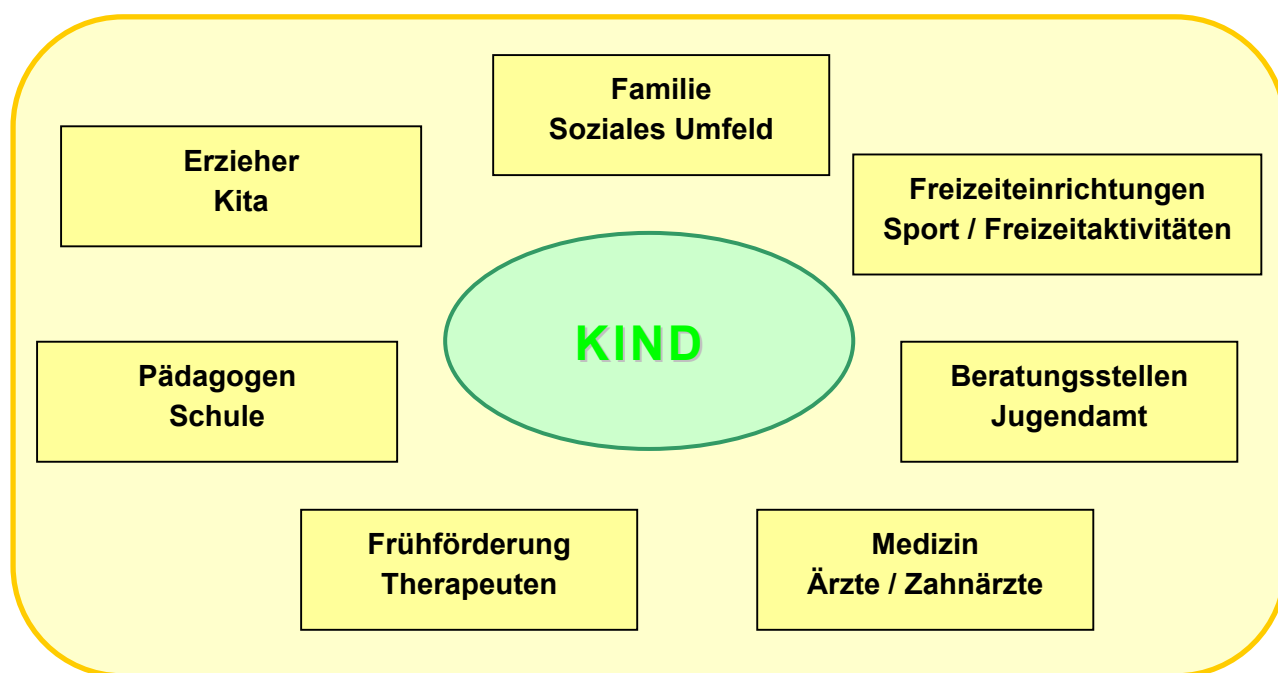 Familie
Soziales Umfeld
Erzieher
Kita
Freizeiteinrichtungen
Sport / Freizeitaktivitäten
KIND
Pädagogen
Schule
Beratungsstellen
Jugendamt
Frühförderung
Therapeuten
Medizin
Ärzte / Zahnärzte